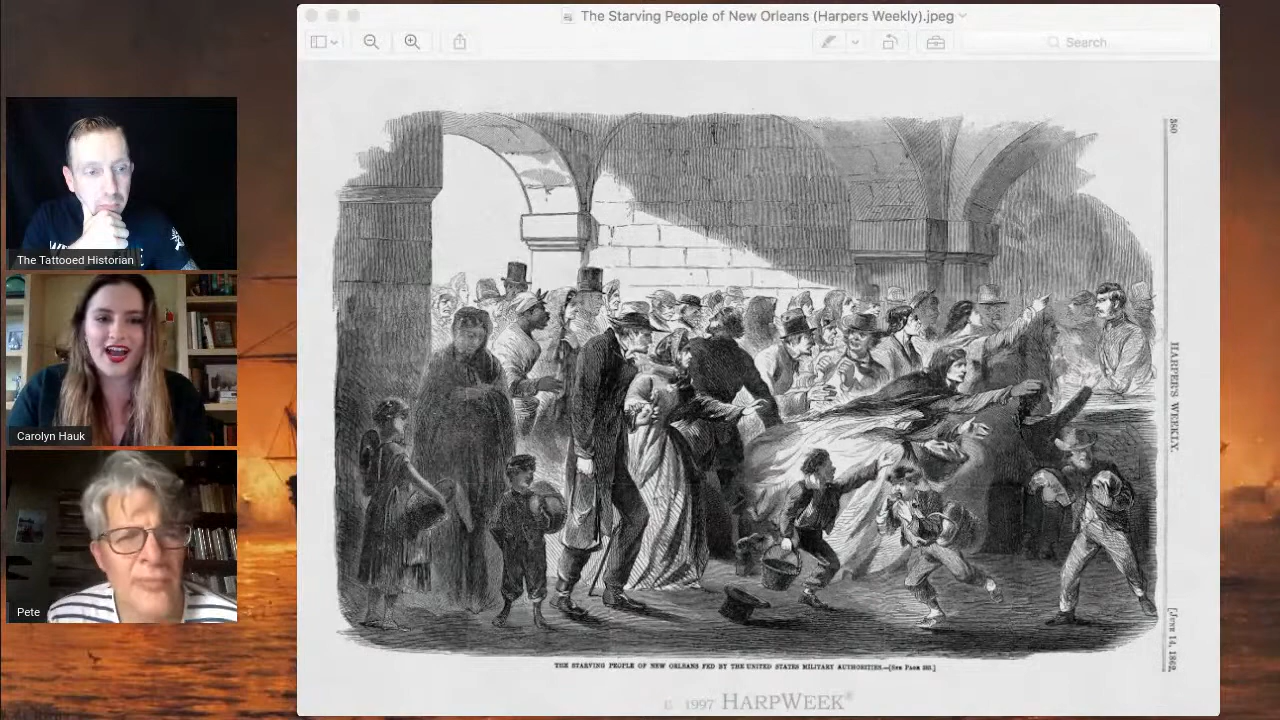 The Starving People of New Orleans (Harpers Weekly).jpeg
Search
The Tattooed Historian
Carolyn Hauk
Pete
380
HARPER'S WEEKLY.
[JUNE 14, 1862.
THE STARVING PEOPLE OF NEW ORLEANS FED BY THE UNITED STATES MILITARY AUTHORITIES.—[SEE PAGE
1997 HARPWEEK®